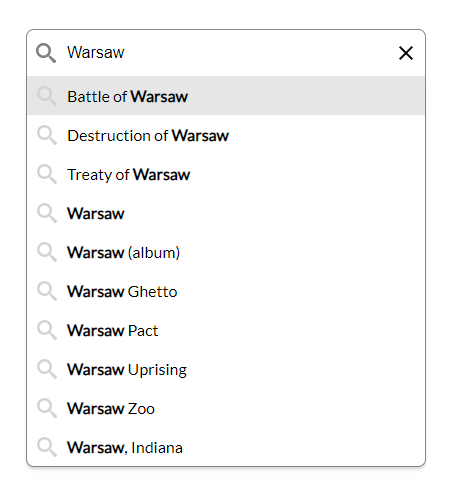 Warsaw
Battle of Warsaw
Destruction of Warsaw
Treaty of Warsaw
Warsaw
Warsaw (album)
Warsaw Ghetto
Warsaw Pact
Warsaw Uprising
Warsaw Zoo
Warsaw, Indiana